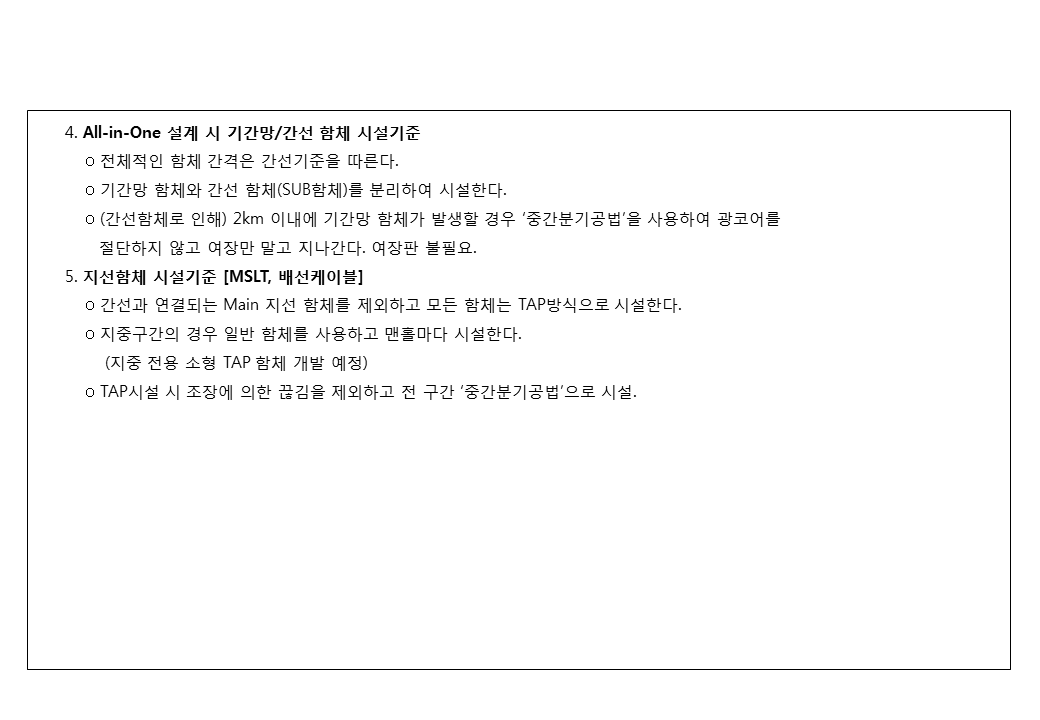 4. All-in-One 설계 시 기간망/간선 함체 시설기준
ㅇ 전체적인 함체 간격은 간선기준을 따른다.
ㅇ 기간망 함체와 간선 함체(SUB함체)를 분리하여 시설한다.
ㅇ (간선함체로 인해) 2km 이내에 기간망 함체가 발생할 경우 ‘중간분기공법’을 사용하여 광코어를
절단하지 않고 여장만 말고 지나간다. 여장판 불필요.
5. 지선함체 시설기준 [MSLT, 배선케이블]
ㅇ 간선과 연결되는 Main 지선 함체를 제외하고 모든 함체는 TAP방식으로 시설한다.
ㅇ 지중구간의 경우 일반 함체를 사용하고 맨홀마다 시설한다.
(지중 전용 소형 TAP 함체 개발 예정)
ㅇ TAP시설 시 조장에 의한 끊김을 제외하고 전 구간 ‘중간분기공법’으로 시설.